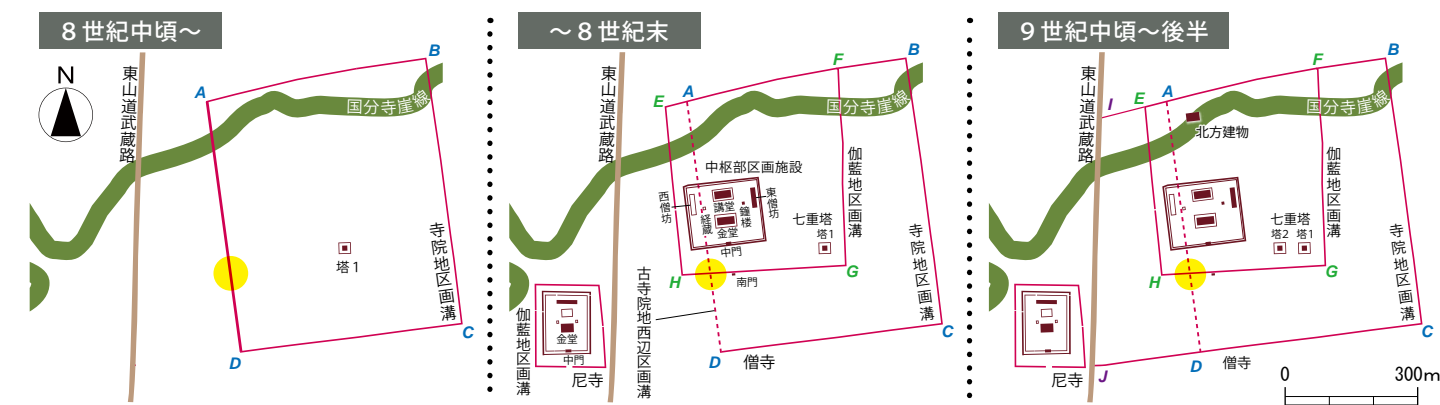 8世紀中頃～
N
東山道武蔵路
A
B
国分寺崖線
塔1
寺院地区画溝
C
D
～8世紀末
東山道武蔵路
E
A
F
B
国分寺崖線
中枢部区画施設
西僧坊
講堂
経蔵
鐘楼
金堂
東僧坊
中門
七重塔
塔1
伽藍地区画溝
寺院地区画溝
H
南門
G
古寺院地西辺区画溝
C
D
僧寺
伽藍地区画溝
金堂
中門
尼寺
9世紀中頃～後半
東山道武蔵路
I
E
A
F
B
国分寺崖線
北方建物
伽藍地区画溝
七重塔
塔2
塔1
寺院地区画溝
H
G
C
D
僧寺
J
尼寺
0
300m